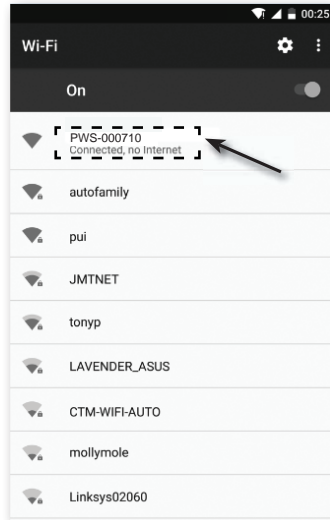 00:25
Wi-Fi
On
PWS-000710
Connected, no Internet
autofamily
pui
JMTNET
tonyp
LAVENDER_ASUS
CTM-WIFI-AUTO
mollymole
Linksys02060